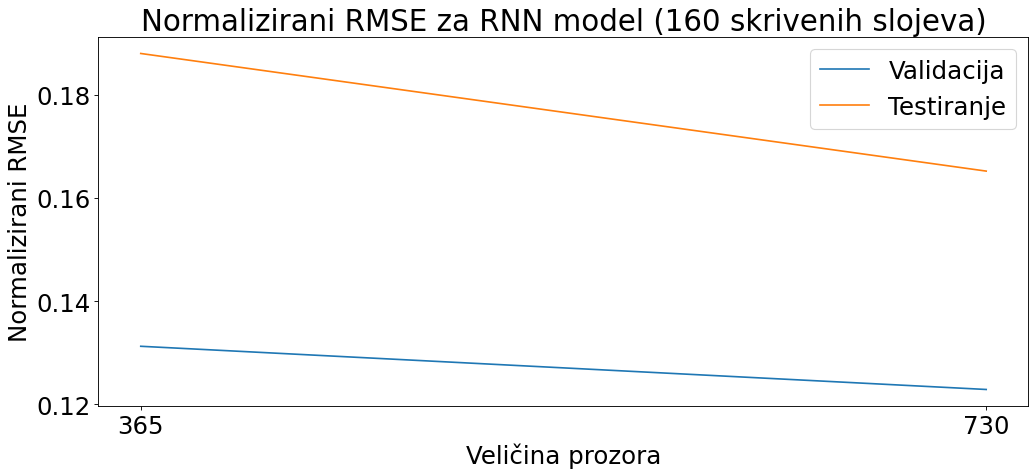 Normalizirani RMSE za RNN model (160 skrivenih slojeva)
Validacija
Testiranje
Normalizirani RMSE
0.18
0.16
0.14
0.12
365
730
Veličina prozora